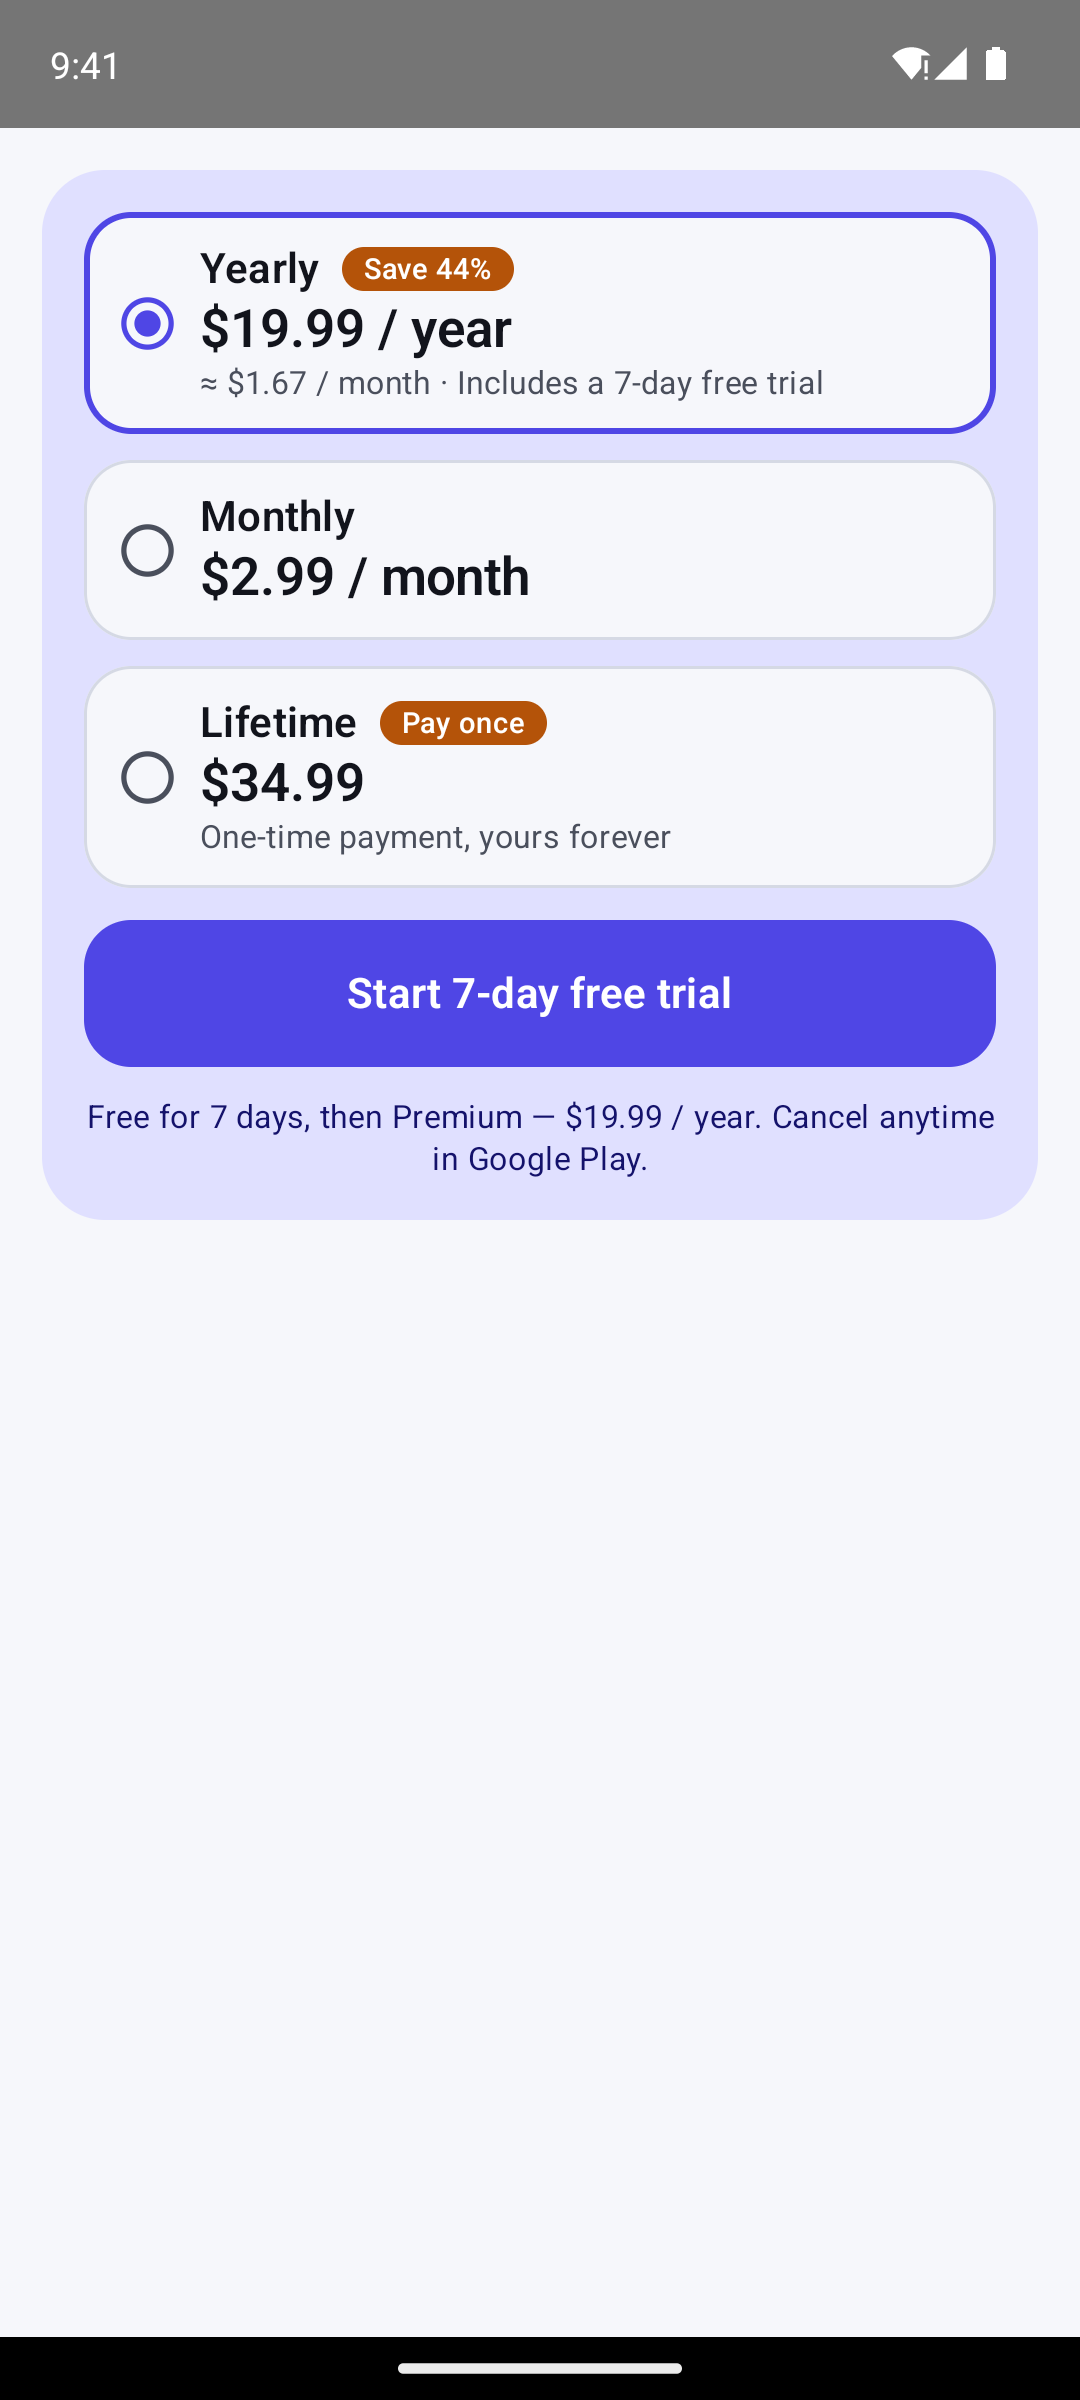 9:41
Yearly Save 44%
$19.99 / year
≈ $1.67 / month · Includes a 7-day free trial
Monthly
$2.99 / month
Lifetime Pay once
$34.99
One-time payment, yours forever
Start 7-day free trial
Free for 7 days, then Premium — $19.99 / year. Cancel anytime
in Google Play.